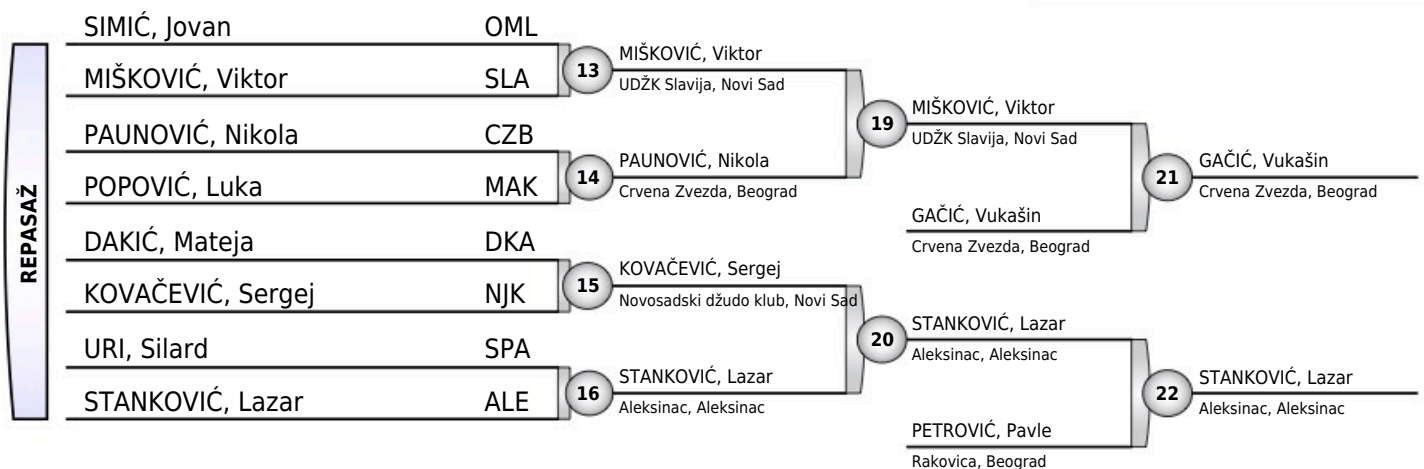 REPASAŽ
SIMIĆ, Jovan OML
MIŠKOVIĆ, Viktor SLA
PAUNOVIĆ, Nikola CZB
POPOVIĆ, Luka MAK
DAKIĆ, Mateja DKA
KOVAČEVIĆ, Sergej NJK
URI, Silard SPA
STANKOVIĆ, Lazar ALE
13
MIŠKOVIĆ, Viktor
UDŽK Slavija, Novi Sad
14
PAUNOVIĆ, Nikola
Crvena Zvezda, Beograd
15
KOVAČEVIĆ, Sergej
Novosadski džudo klub, Novi Sad
16
STANKOVIĆ, Lazar
Aleksinac, Aleksinac
19
MIŠKOVIĆ, Viktor
UDŽK Slavija, Novi Sad
GAČIĆ, Vukašin
Crvena Zvezda, Beograd
20
STANKOVIĆ, Lazar
Aleksinac, Aleksinac
PETROVIĆ, Pavle
Rakovica, Beograd
21
GAČIĆ, Vukašin
Crvena Zvezda, Beograd
22
STANKOVIĆ, Lazar
Aleksinac, Aleksinac